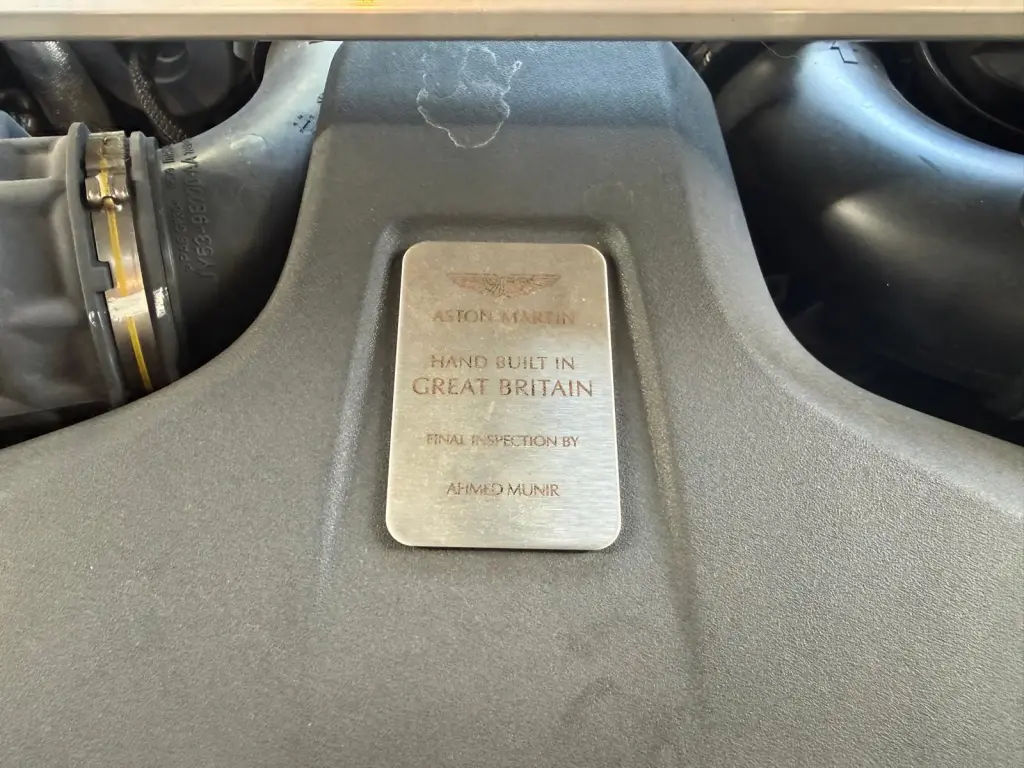 ASTON MARTIN
HAND BUILT IN
GREAT BRITAIN
FINAL INSPECTION BY
AHMED MUNIR